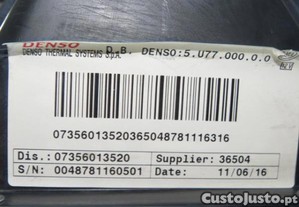 DENSO
DENSO THERMAL SYSTEMS S.p.A. D.B. DENSO:5.U77.000.0.0
07356013520365048781116316
Dis.: 07356013520 Supplier: 36504
S/N: 0048781160501 Date: 11/06/16
CustoJusto.pt